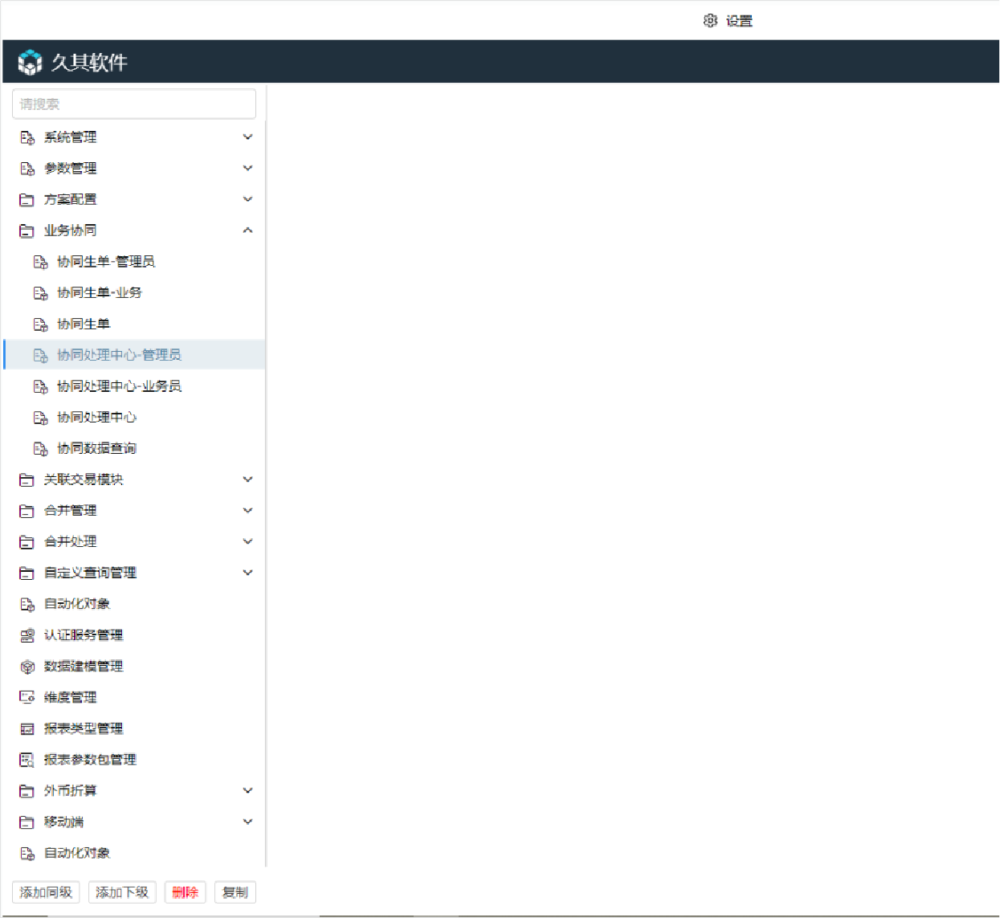 设置
久其软件
请搜索
系统管理
参数管理
方案配置
业务协同
协同生单-管理员
协同生单-业务
协同生单
协同处理中心-管理员
协同处理中心-业务员
协同处理中心
协同数据查询
关联交易模块
合并管理
合并处理
自定义查询管理
自动化对象
认证服务管理
数据建模管理
维度管理
报表类型管理
报表参数包管理
外币折算
移动端
自动化对象
添加同级 添加下级 删除 复制